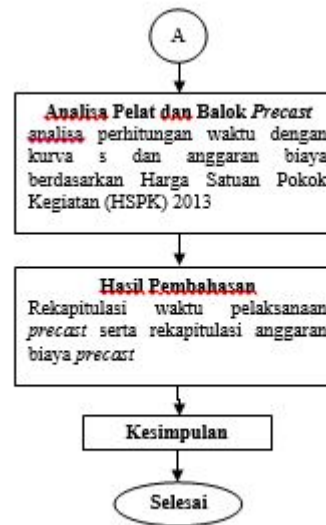 A
Analisa Pelat dan Balok Precast
analisa perhitungan waktu dengan
kurva s dan anggaran biaya
berdasarkan Harga Satuan Pokok
Kegiatan (HSPK) 2013
Hasil Pembahasan
Rekapitulasi waktu pelaksanaan
precast serta rekapitulasi anggaran
biaya precast
Kesimpulan
Selesai